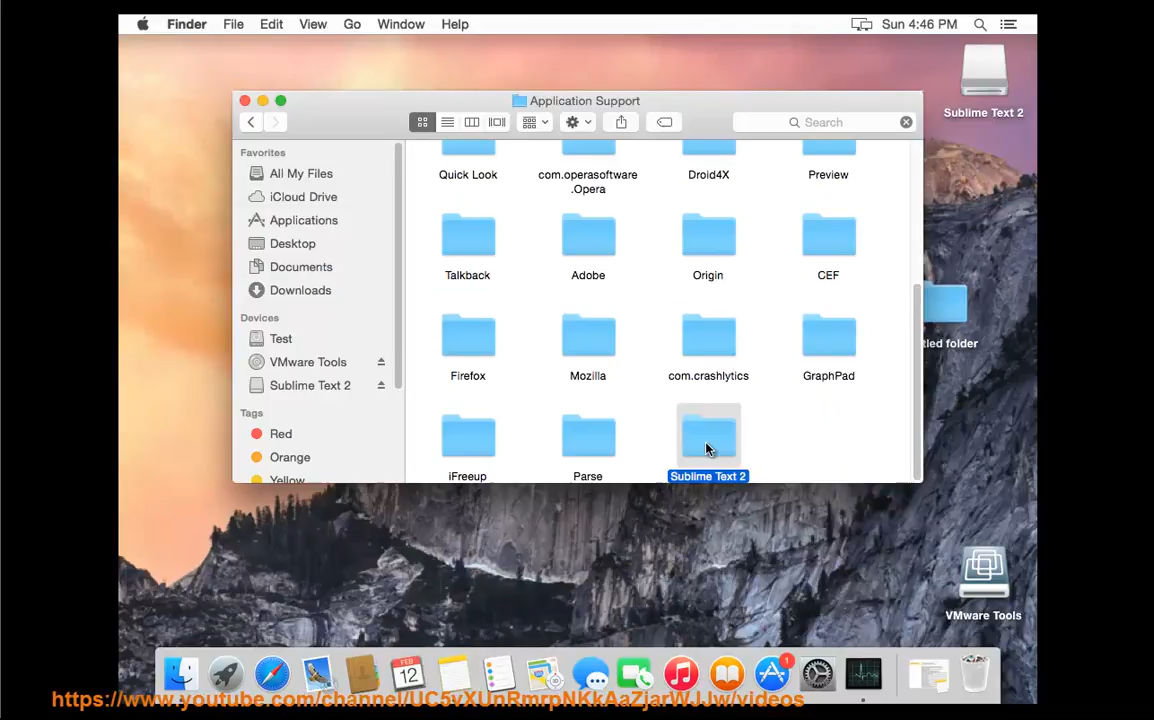 Finder File Edit View Go Window Help Sun 4:46 PM
Application Support
Search
Sublime Text 2
Favorites
All My Files
iCloud Drive
Applications
Desktop
Documents
Downloads
Devices
Test
VMware Tools
Sublime Text 2
Tags
Red
Orange
Yellow
Quick Look
com.operasoftware
.Opera
Droid4X
Preview
Talkback
Adobe
Origin
CEF
Firefox
Mozilla
com.crashlytics
GraphPad
iFreeup
Parse
Sublime Text 2
tled folder
VMware Tools
FEB
12
1
https://www.youtube.com/channel/UC5vXUnRmrpNKkAaZjarWJJw/videos